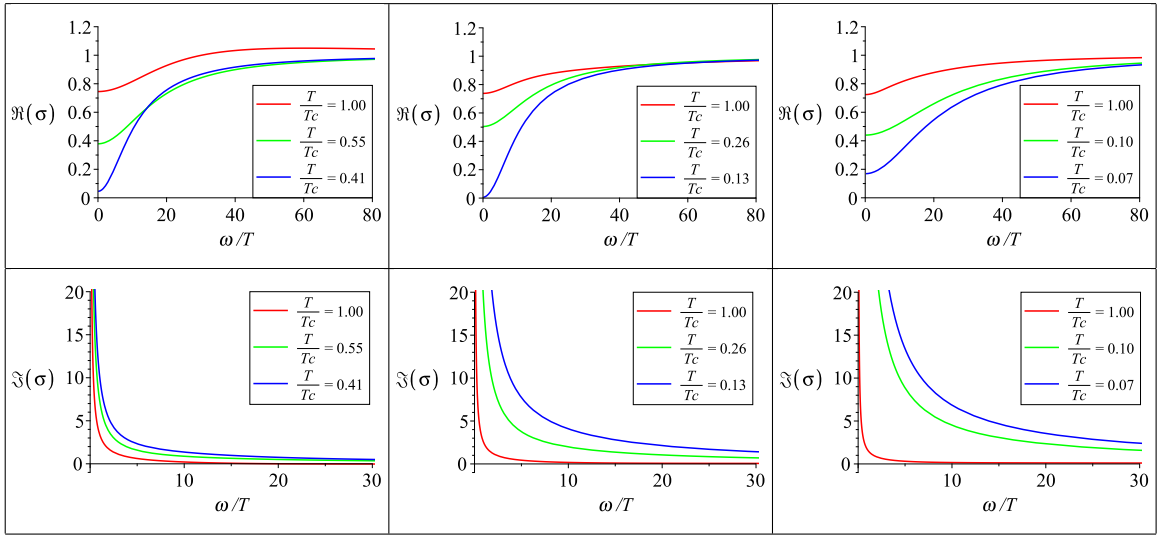 1.2
1
0.8
0.6
0.4
0.2
0
ℜ(σ)
T/Tc = 1.00
T/Tc = 0.55
T/Tc = 0.41
0 20 40 60 80
ω/T
1.2
1
0.8
0.6
0.4
0.2
0
ℜ(σ)
T/Tc = 1.00
T/Tc = 0.26
T/Tc = 0.13
0 20 40 60 80
ω/T
1.2
1
0.8
0.6
0.4
0.2
0
ℜ(σ)
T/Tc = 1.00
T/Tc = 0.10
T/Tc = 0.07
0 20 40 60 80
ω/T
20
15
10
5
0
ℑ(σ)
T/Tc = 1.00
T/Tc = 0.55
T/Tc = 0.41
10 20 30
ω/T
20
15
10
5
0
ℑ(σ)
T/Tc = 1.00
T/Tc = 0.26
T/Tc = 0.13
10 20 30
ω/T
20
15
10
5
0
ℑ(σ)
T/Tc = 1.00
T/Tc = 0.10
T/Tc = 0.07
10 20 30
ω/T